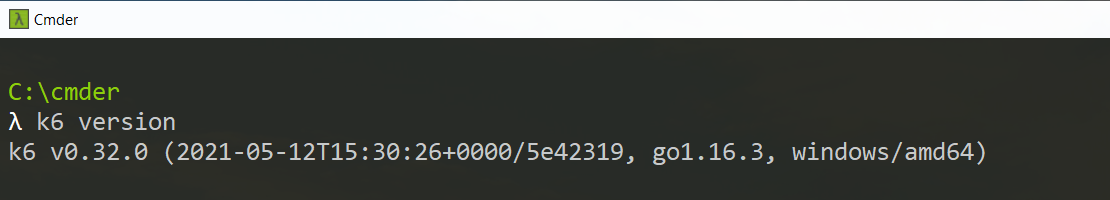 λ Cmder
C:\cmder
λ k6 version
k6 v0.32.0 (2021-05-12T15:30:26+0000/5e42319, go1.16.3, windows/amd64)